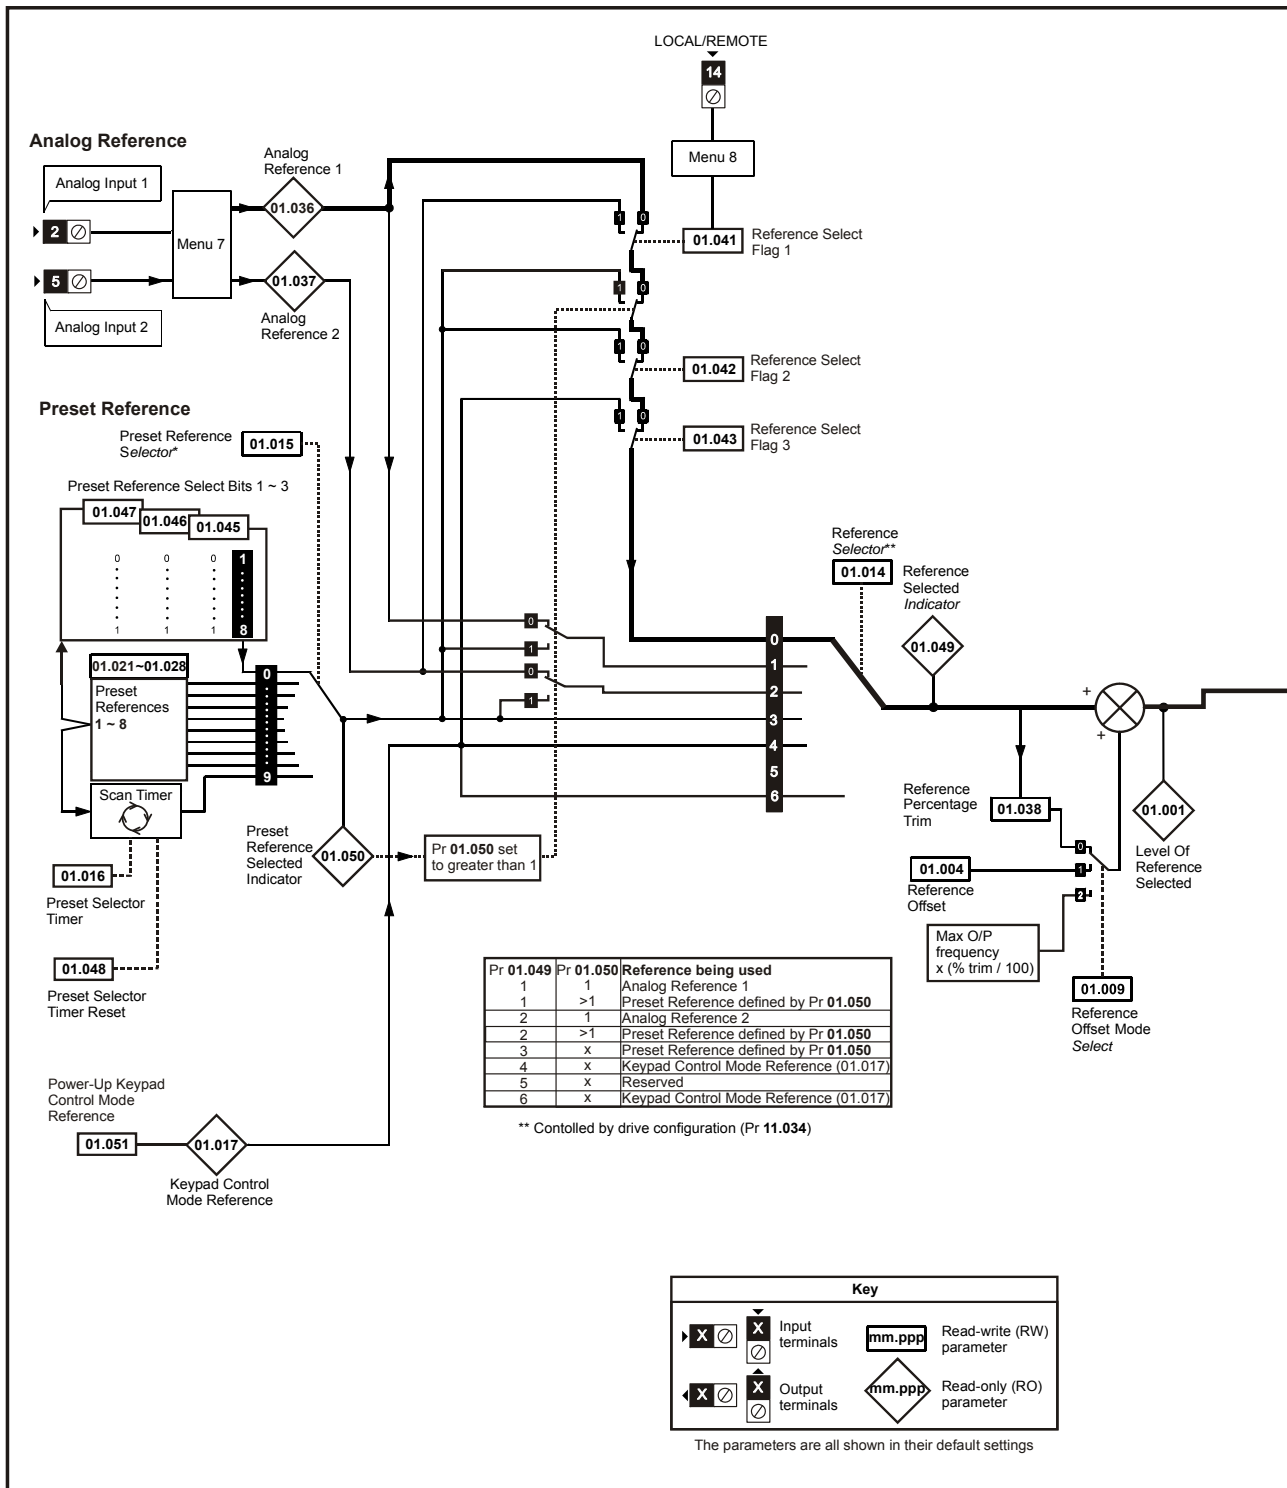 LOCAL/REMOTE
14
Menu 8
Analog Reference
Analog Input 1
2
5
Analog Input 2
Menu 7
Analog
Reference 1
01.036
01.037
Analog
Reference 2
1 0
01.041
Reference Select
Flag 1
1 0
1 0
01.042
Reference Select
Flag 2
1 0
01.043
Reference Select
Flag 3
Preset Reference
Preset Reference
Selector*
01.015
Preset Reference Select Bits 1 ~ 3
01.047
01.046
01.045
0 0 0 1
1 1 1 8
01.021~01.028
Preset
References
1 ~ 8
0
9
Scan Timer
01.016
Preset Selector
Timer
01.048
Preset Selector
Timer Reset
Preset
Reference
Selected
Indicator
01.050
Pr 01.050 set
to greater than 1
0
1
0
1
0
1
2
3
4
5
6
Reference
Selector**
01.014
Reference
Selected
Indicator
01.049
+
+
Reference
Percentage
Trim
01.038
01.001
Level Of
Reference
Selected
01.004
Reference
Offset
0
1
2
Max O/P
frequency
x (% trim / 100)
01.009
Reference
Offset Mode
Select
Pr 01.049 Pr 01.050 Reference being used
1 1 Analog Reference 1
1 >1 Preset Reference defined by Pr 01.050
2 1 Analog Reference 2
2 >1 Preset Reference defined by Pr 01.050
3 x Preset Reference defined by Pr 01.050
4 x Keypad Control Mode Reference (01.017)
5 x Reserved
6 x Keypad Control Mode Reference (01.017)
** Contolled by drive configuration (Pr 11.034)
Power-Up Keypad
Control Mode
Reference
01.051
01.017
Keypad Control
Mode Reference
Key
X X Input
terminals
mm.ppp Read-write (RW)
parameter
X X Output
terminals
mm.ppp Read-only (RO)
parameter
The parameters are all shown in their default settings